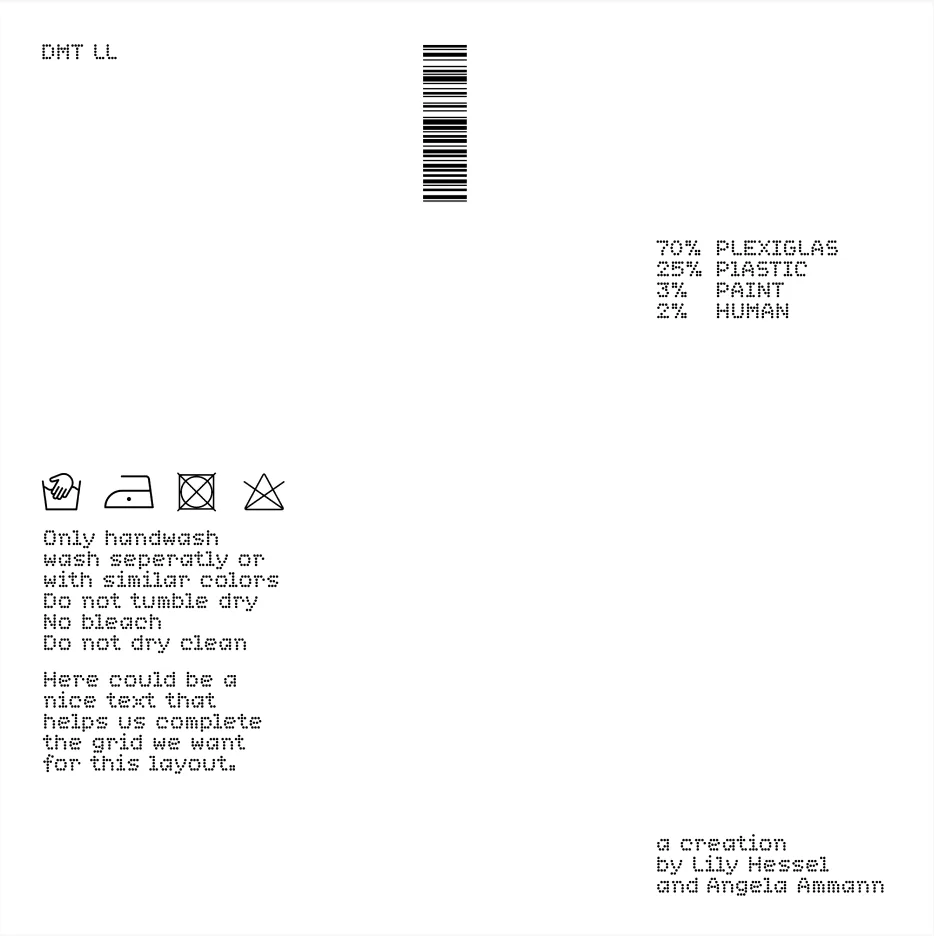 DMT LL
70% PLEXIGLAS
25% PlASTIC
3% PAINT
2% HUMAN
Only handwash
wash seperatly or
with similar colors
Do not tumble dry
No bleach
Do not dry clean
Here could be a
nice text that
helps us complete
the grid we want
for this layout.
a creation
by Lily Hessel
and Angela Ammann